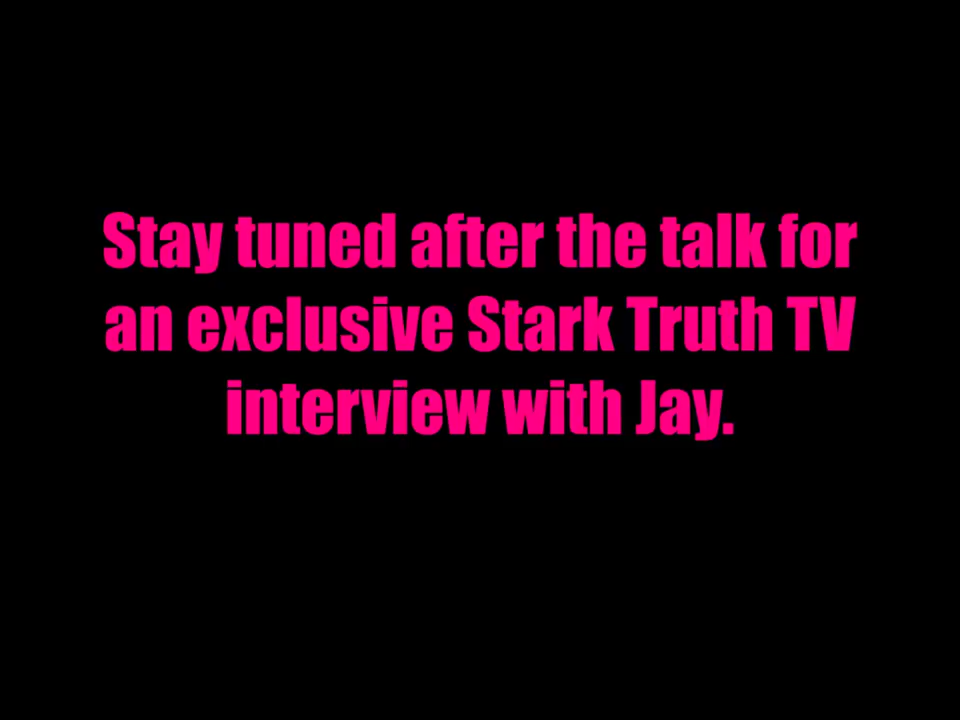 Stay tuned after the talk for
an exclusive Stark Truth TV
interview with Jay.